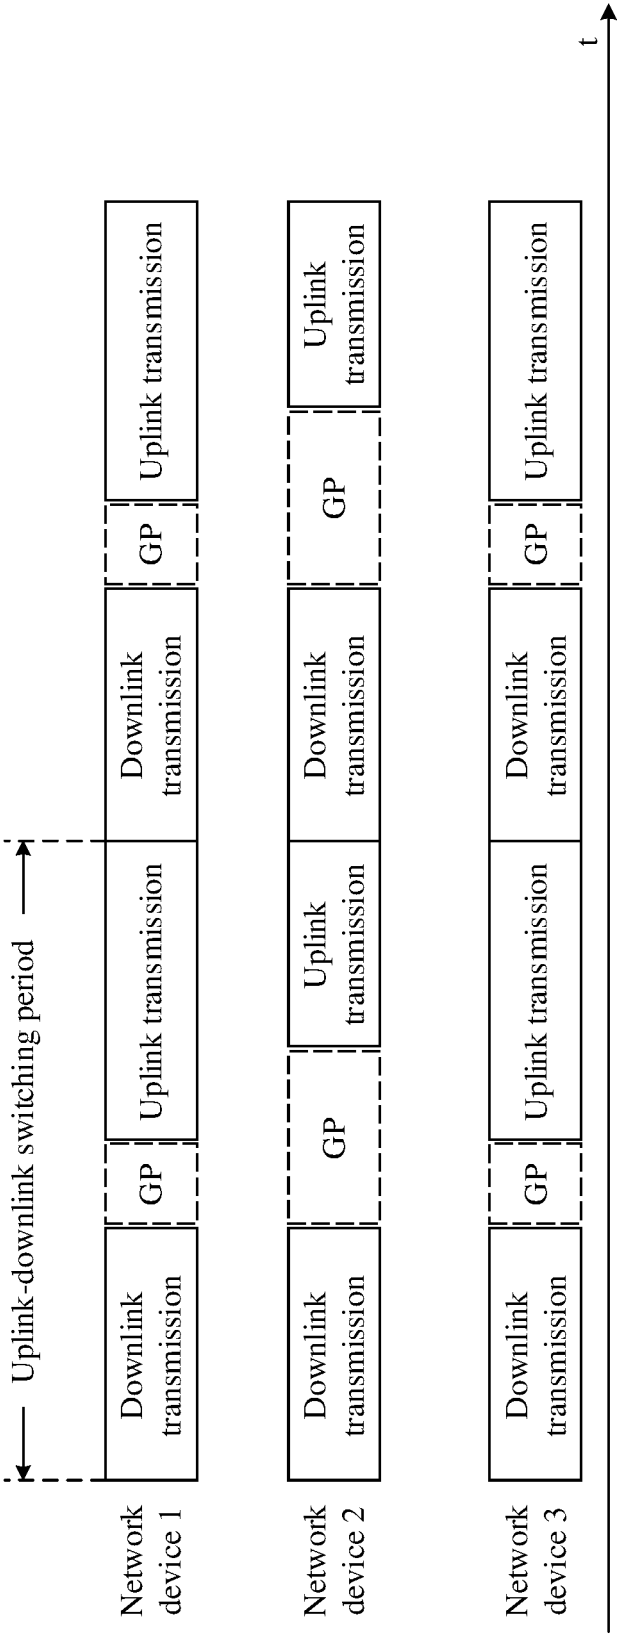 Uplink-downlink switching period
Network
device 1
Downlink
transmission
GP
Uplink transmission
Downlink
transmission
GP
Uplink transmission
Network
device 2
Downlink
transmission
GP
Uplink
transmission
Downlink
transmission
GP
Uplink
transmission
Network
device 3
Downlink
transmission
GP
Uplink transmission
Downlink
transmission
GP
Uplink transmission
t